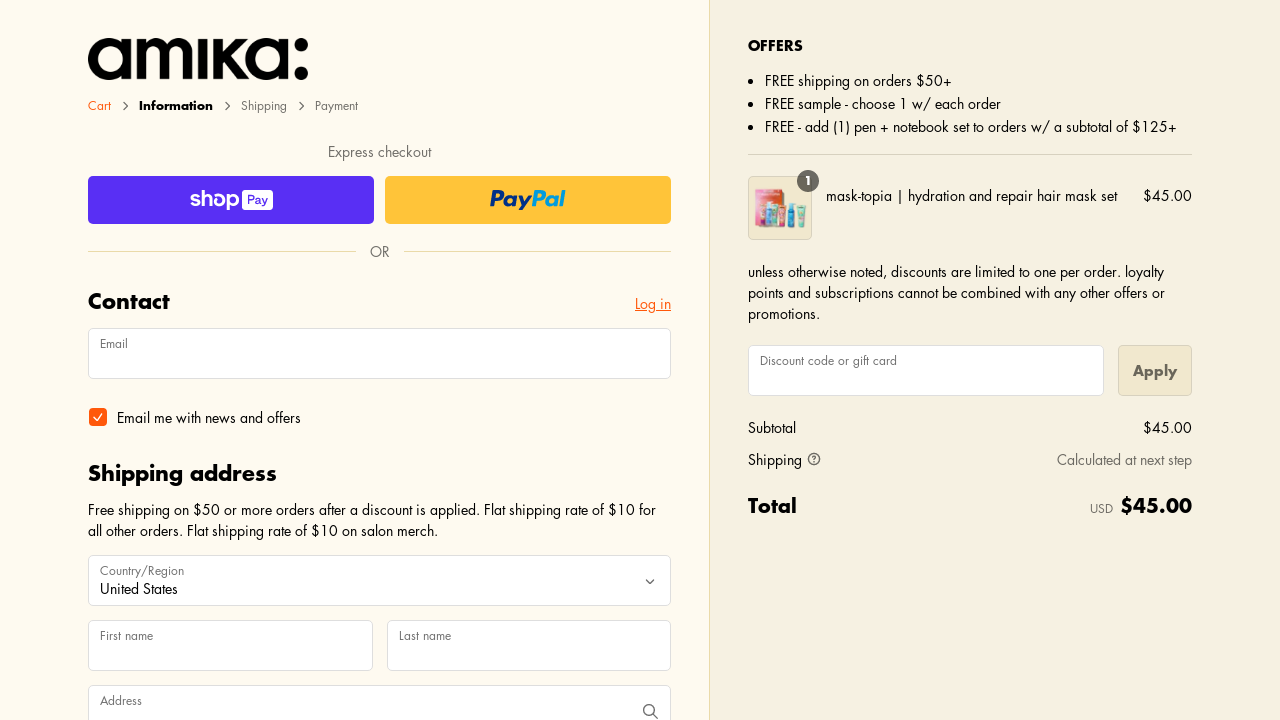 amika:
Cart > Information > Shipping > Payment
Express checkout
shop Pay
PayPal
OR
Contact
Log in
Email
Email me with news and offers
Shipping address
Free shipping on $50 or more orders after a discount is applied. Flat shipping rate of $10 for
all other orders. Flat shipping rate of $10 on salon merch.
Country/Region
United States
First name
Last name
Address
OFFERS
• FREE shipping on orders $50+
• FREE sample - choose 1 w/ each order
• FREE - add (1) pen + notebook set to orders w/ a subtotal of $125+
1
mask-topia | hydration and repair hair mask set $45.00
unless otherwise noted, discounts are limited to one per order. loyalty
points and subscriptions cannot be combined with any other offers or
promotions.
Discount code or gift card
Apply
Subtotal $45.00
Shipping Calculated at next step
Total USD $45.00